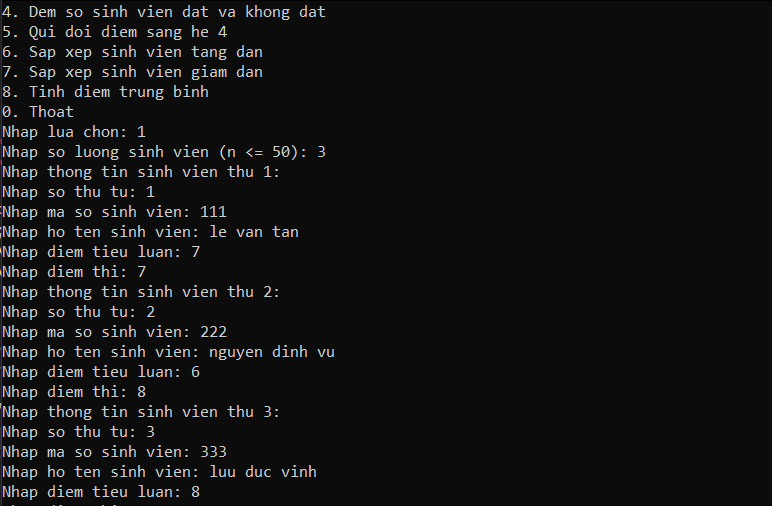 4. Dem so sinh vien dat va khong dat
5. Qui doi diem sang he 4
6. Sap xep sinh vien tang dan
7. Sap xep sinh vien giam dan
8. Tinh diem trung binh
0. Thoat
Nhap lua chon: 1
Nhap so luong sinh vien (n <= 50): 3
Nhap thong tin sinh vien thu 1:
Nhap so thu tu: 1
Nhap ma so sinh vien: 111
Nhap ho ten sinh vien: le van tan
Nhap diem tieu luan: 7
Nhap diem thi: 7
Nhap thong tin sinh vien thu 2:
Nhap so thu tu: 2
Nhap ma so sinh vien: 222
Nhap ho ten sinh vien: nguyen dinh vu
Nhap diem tieu luan: 6
Nhap diem thi: 8
Nhap thong tin sinh vien thu 3:
Nhap so thu tu: 3
Nhap ma so sinh vien: 333
Nhap ho ten sinh vien: luu duc vinh
Nhap diem tieu luan: 8